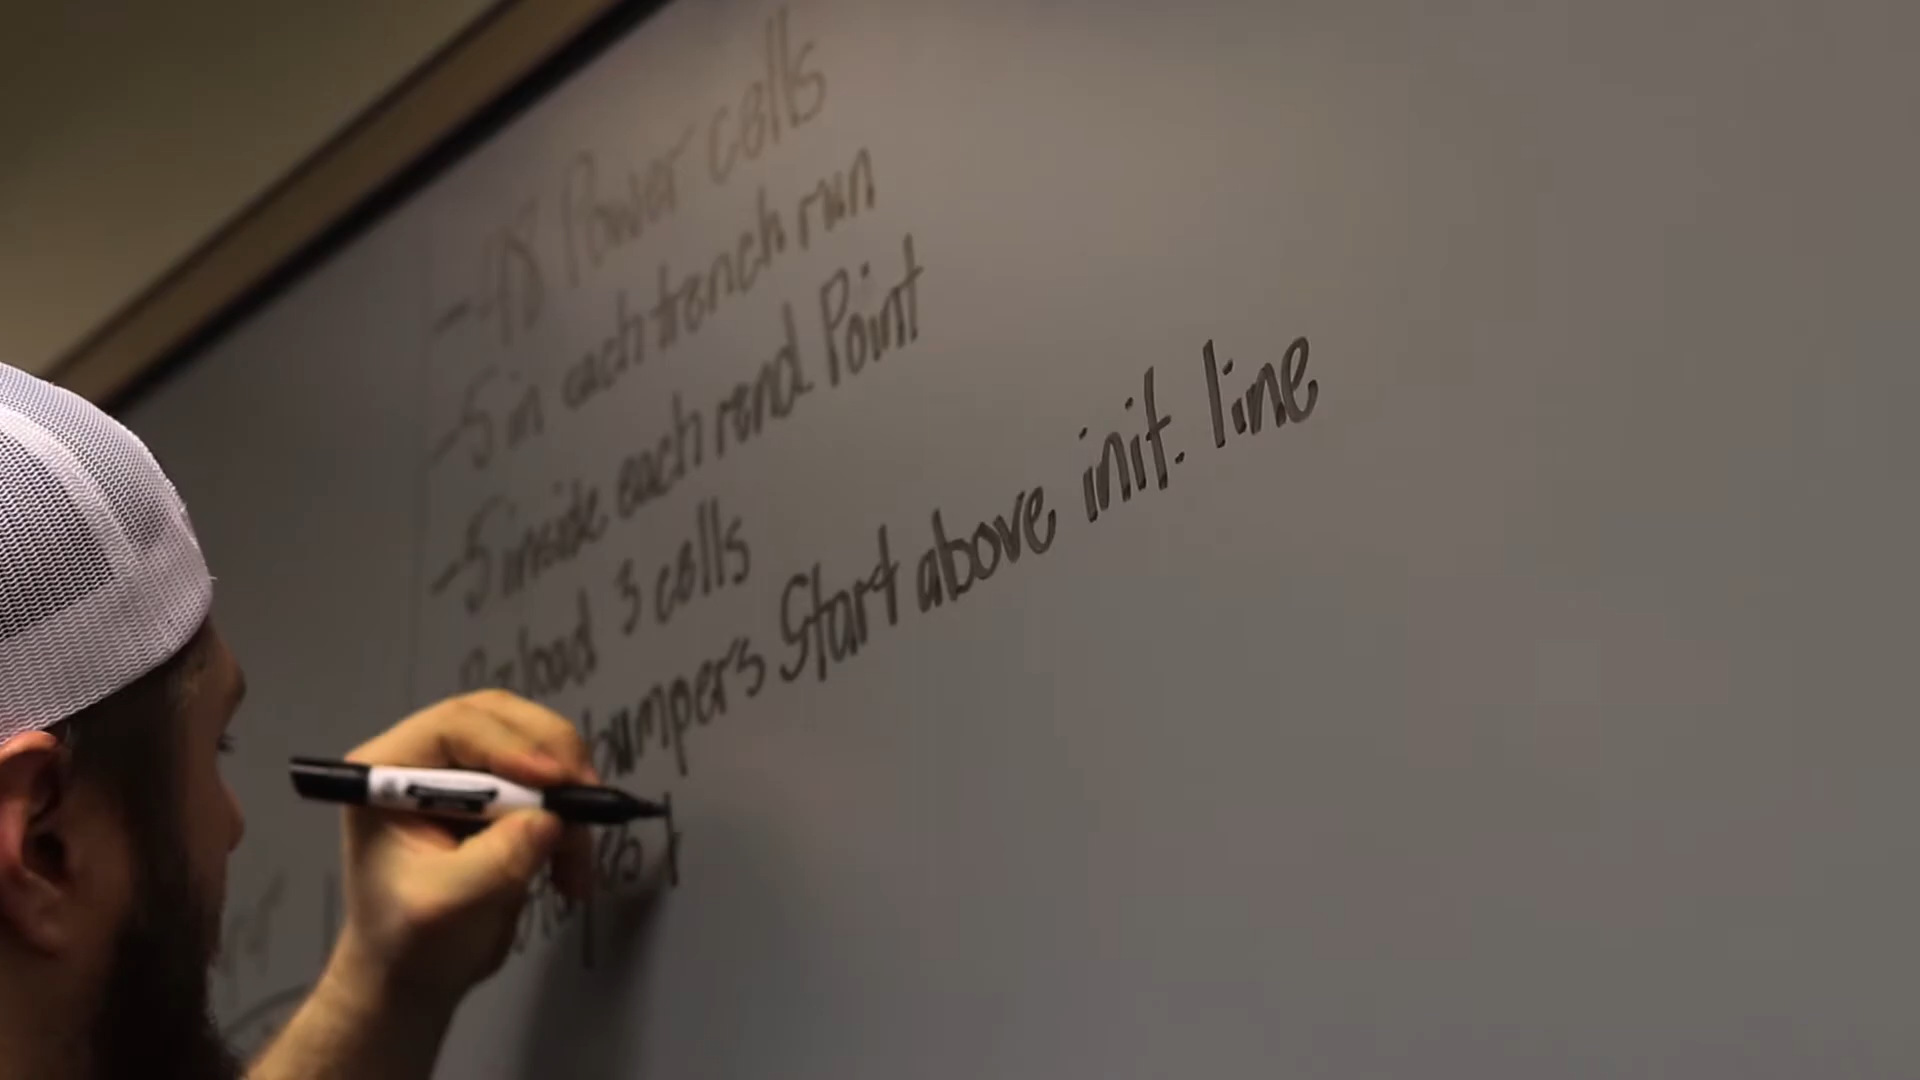 -48 Power cells
-5 in each trench run
-5 inside each rend. Point
Preload 3 cells
bumpers Start above init. line